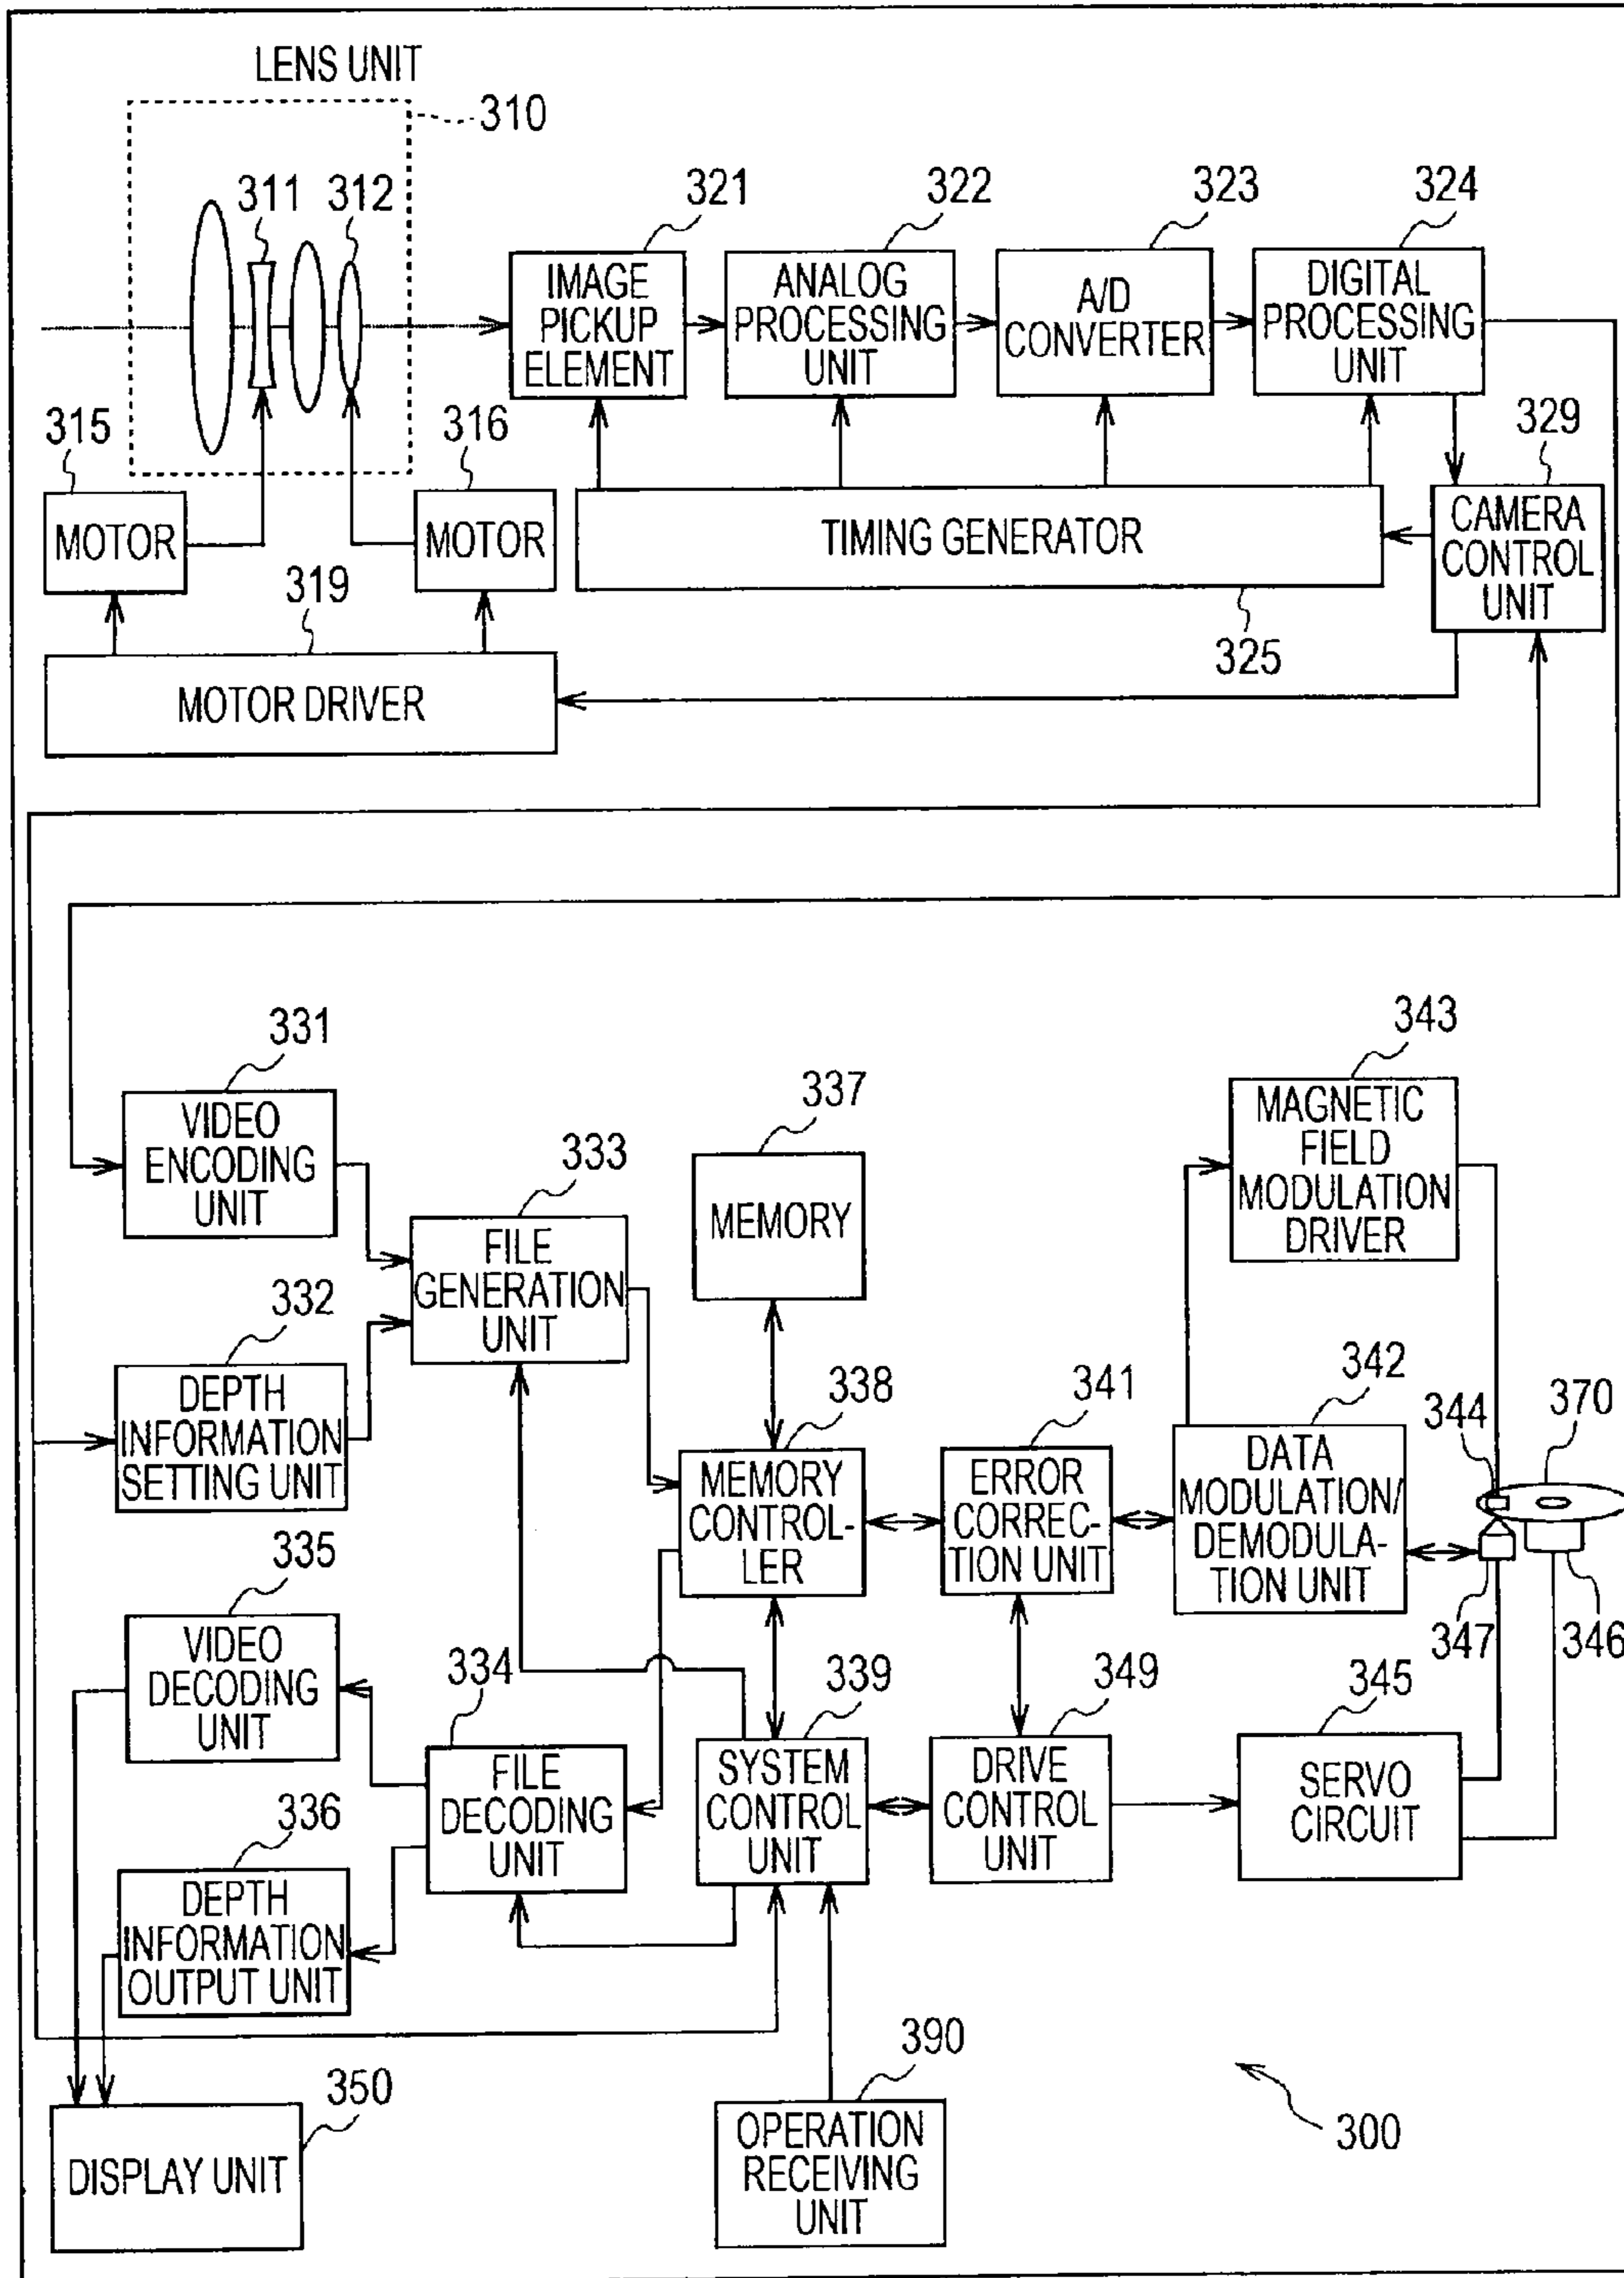 LENS UNIT
310
311
312
321
322
323
324
IMAGE
PICKUP
ELEMENT
ANALOG
PROCESSING
UNIT
A/D
CONVERTER
DIGITAL
PROCESSING
UNIT
315
316
329
MOTOR
MOTOR
TIMING GENERATOR
CAMERA
CONTROL
UNIT
319
325
MOTOR DRIVER
331
VIDEO
ENCODING
UNIT
333
FILE
GENERATION
UNIT
337
MEMORY
343
MAGNETIC
FIELD
MODULATION
DRIVER
332
DEPTH
INFORMATION
SETTING UNIT
338
MEMORY
CONTROL-
LER
341
ERROR
CORREC-
TION UNIT
342
DATA
MODULATION/
DEMODULA-
TION UNIT
344
370
347
346
335
VIDEO
DECODING
UNIT
334
FILE
DECODING
UNIT
339
SYSTEM
CONTROL
UNIT
349
DRIVE
CONTROL
UNIT
345
SERVO
CIRCUIT
336
DEPTH
INFORMATION
OUTPUT UNIT
350
DISPLAY UNIT
390
OPERATION
RECEIVING
UNIT
300